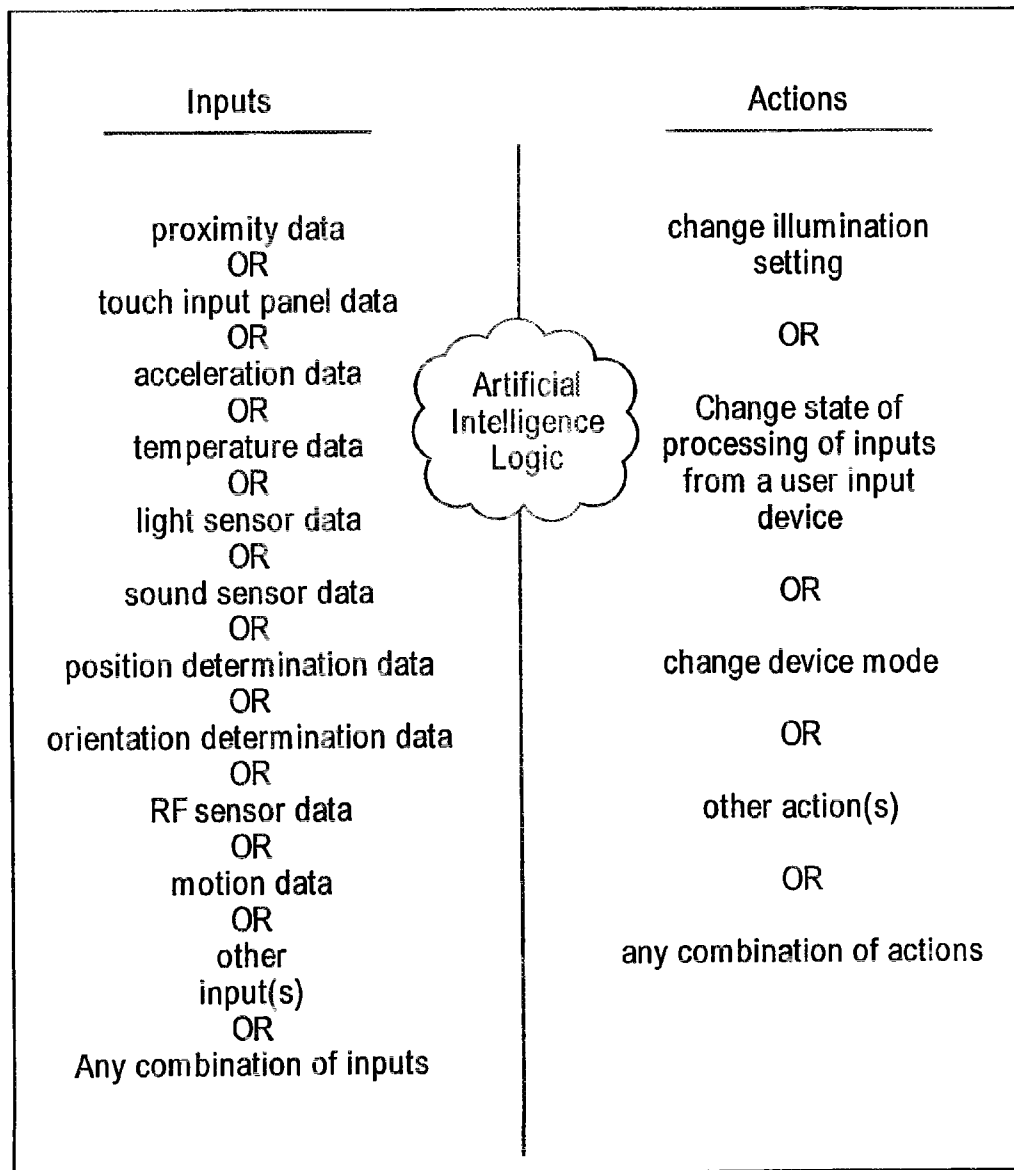 Inputs
proximity data
OR
touch input panel data
OR
acceleration data
OR
temperature data
OR
light sensor data
OR
sound sensor data
OR
position determination data
OR
orientation determination data
OR
RF sensor data
OR
motion data
OR
other
input(s)
OR
Any combination of inputs
Artificial
Intelligence
Logic
Actions
change illumination
setting
OR
Change state of
processing of inputs
from a user input
device
OR
change device mode
OR
other action(s)
OR
any combination of actions